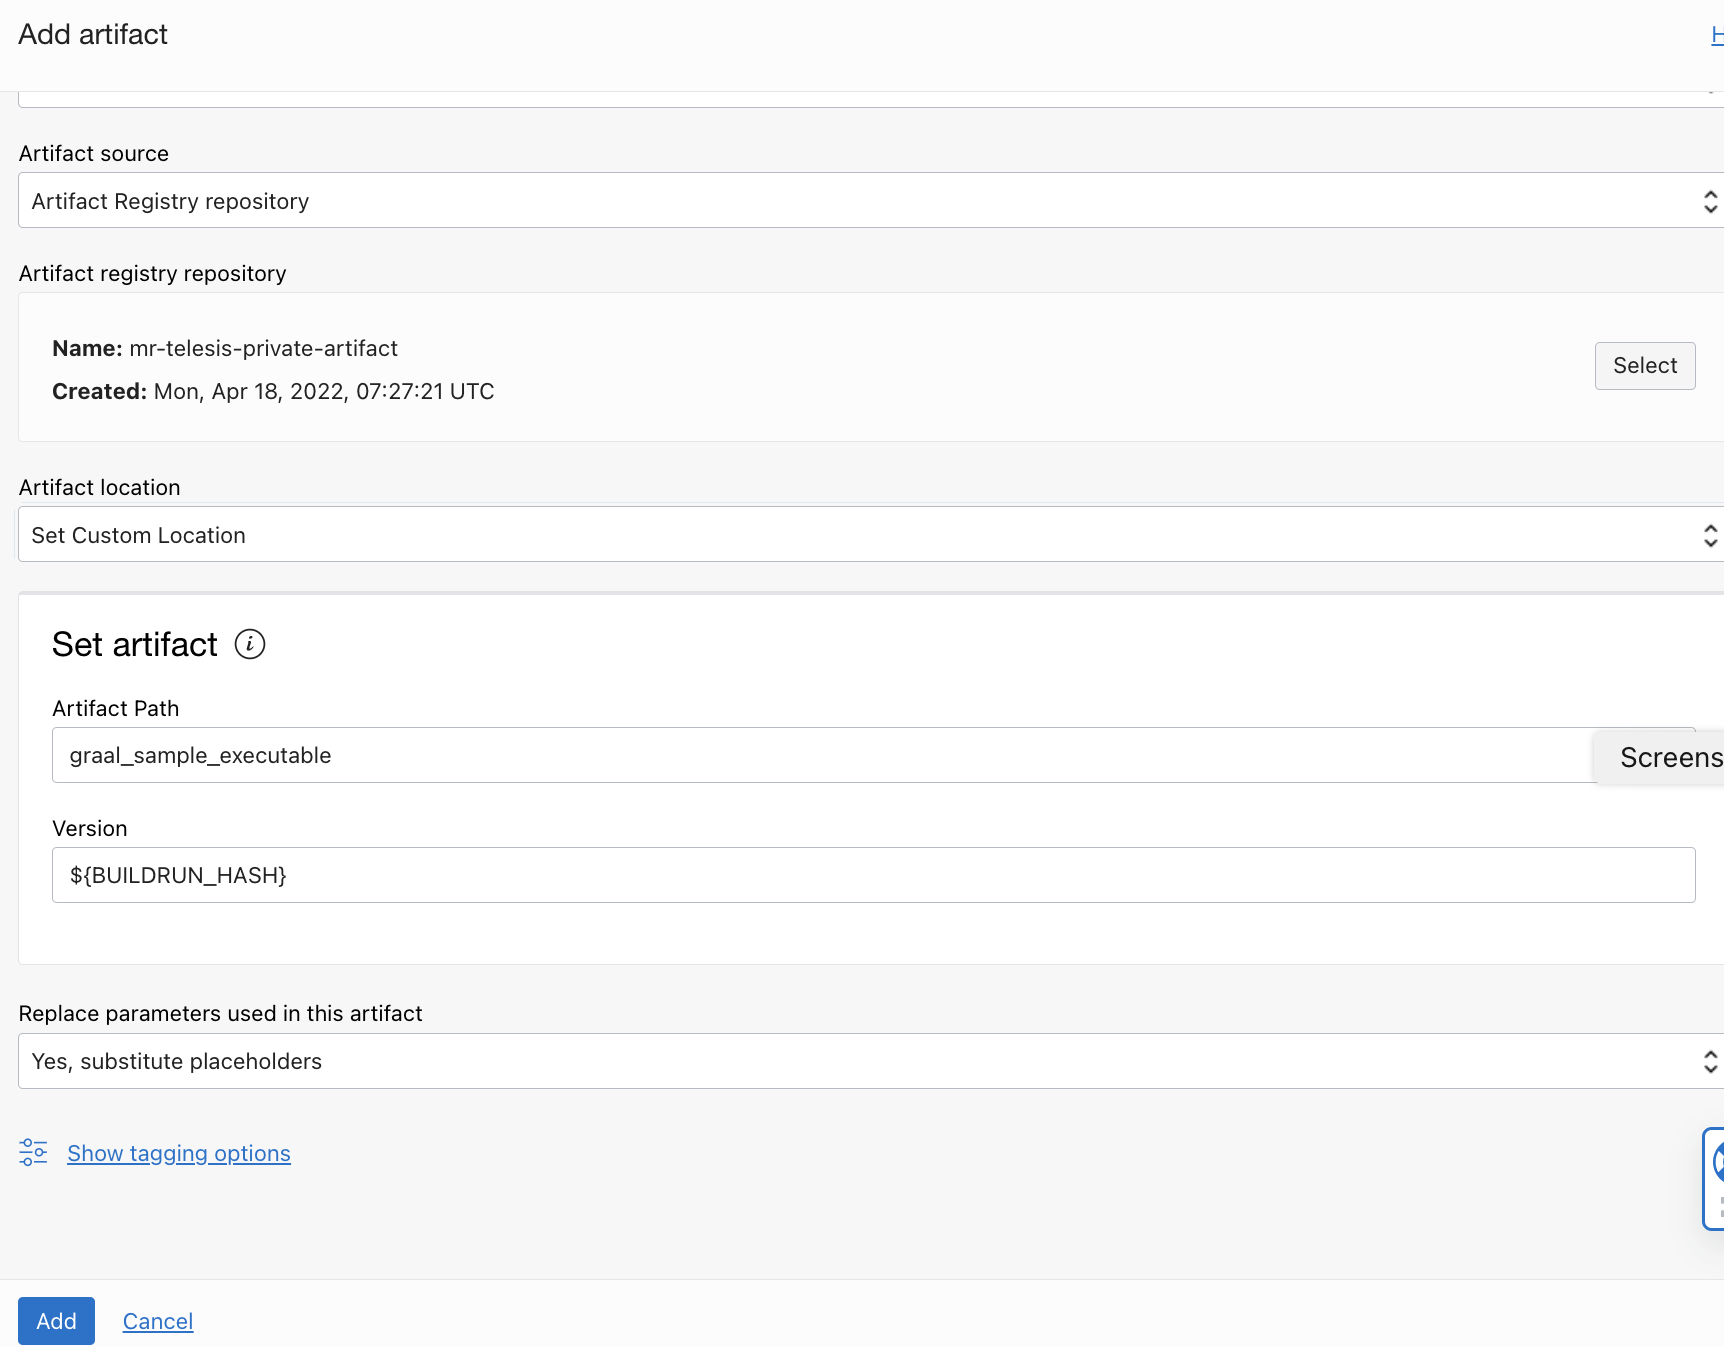 Add artifact
Artifact source
Artifact Registry repository
Artifact registry repository
Name: mr-telesis-private-artifact
Created: Mon, Apr 18, 2022, 07:27:21 UTC
Select
Artifact location
Set Custom Location
Set artifact
Artifact Path
graal_sample_executable
Screens
Version
${BUILDRUN_HASH}
Replace parameters used in this artifact
Yes, substitute placeholders
Show tagging options
Add
Cancel